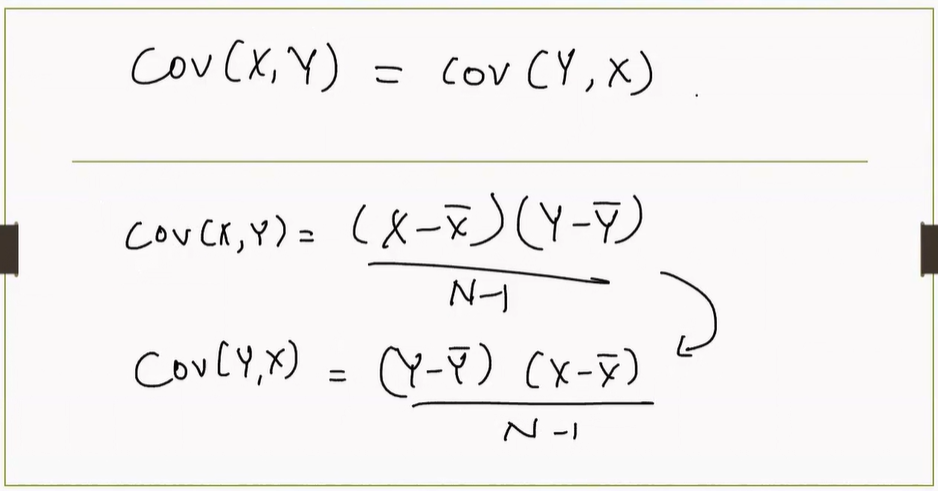 Cov(X,Y) = Cov(Y,X).
Cov(X,Y) = (X-X̅)(Y-Y̅)
N-1
Cov(Y,X) = (Y-Y̅) (X-X̅)
N-1